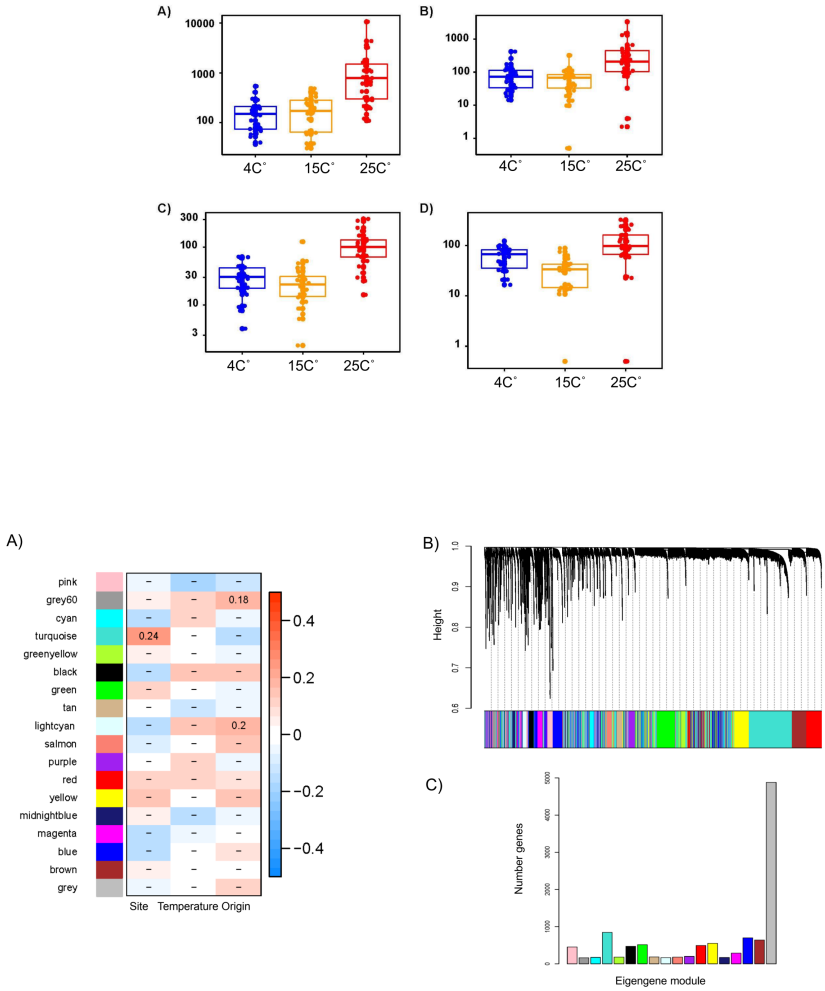 A)
10000
1000
100
4C°
15C°
25C°
B)
1000
100
10
1
4C°
15C°
25C°
C)
300
100
30
10
3
4C°
15C°
25C°
D)
100
10
1
4C°
15C°
25C°
A)
pink – – –
grey60 – – 0.18
cyan – – –
turquoise 0.24 – –
greenyellow – – –
black – – –
green – – –
tan – – –
lightcyan – – 0.2
salmon – – –
purple – – –
red – – –
yellow – – –
midnightblue – – –
magenta – – –
blue – – –
brown – – –
grey – – –
Site Temperature Origin
0.4
0.2
0
−0.2
−0.4
B)
Height
1.0
0.9
0.8
0.7
0.6
C)
Number genes
5000
4000
3000
2000
1000
0
Eigengene module